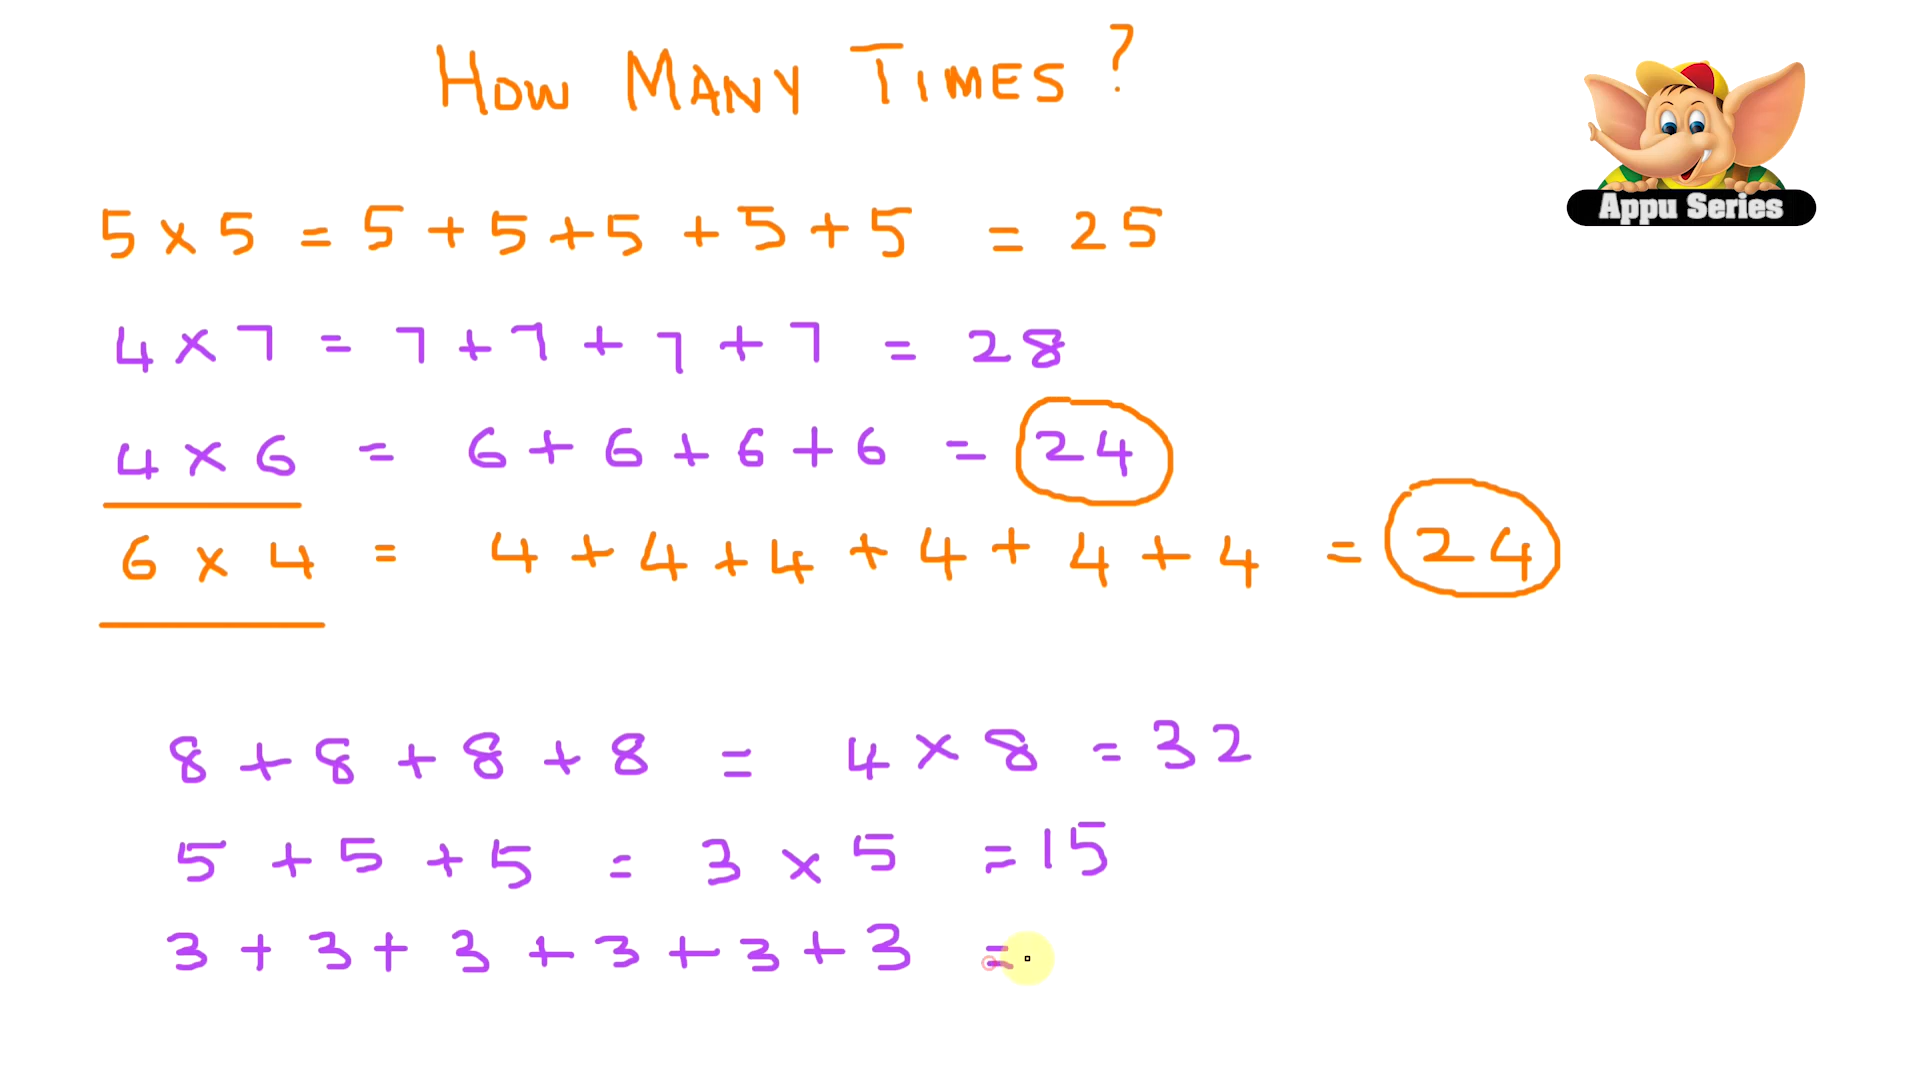 HOW MANY TIMES?
Appu Series
5 × 5 = 5 + 5 + 5 + 5 + 5 = 25
4 × 7 = 7 + 7 + 7 + 7 = 28
4 × 6 = 6 + 6 + 6 + 6 = 24
6 × 4 = 4 + 4 + 4 + 4 + 4 + 4 = 24
8 + 8 + 8 + 8 = 4 × 8 = 32
5 + 5 + 5 = 3 × 5 = 15
3 + 3 + 3 + 3 + 3 + 3 =